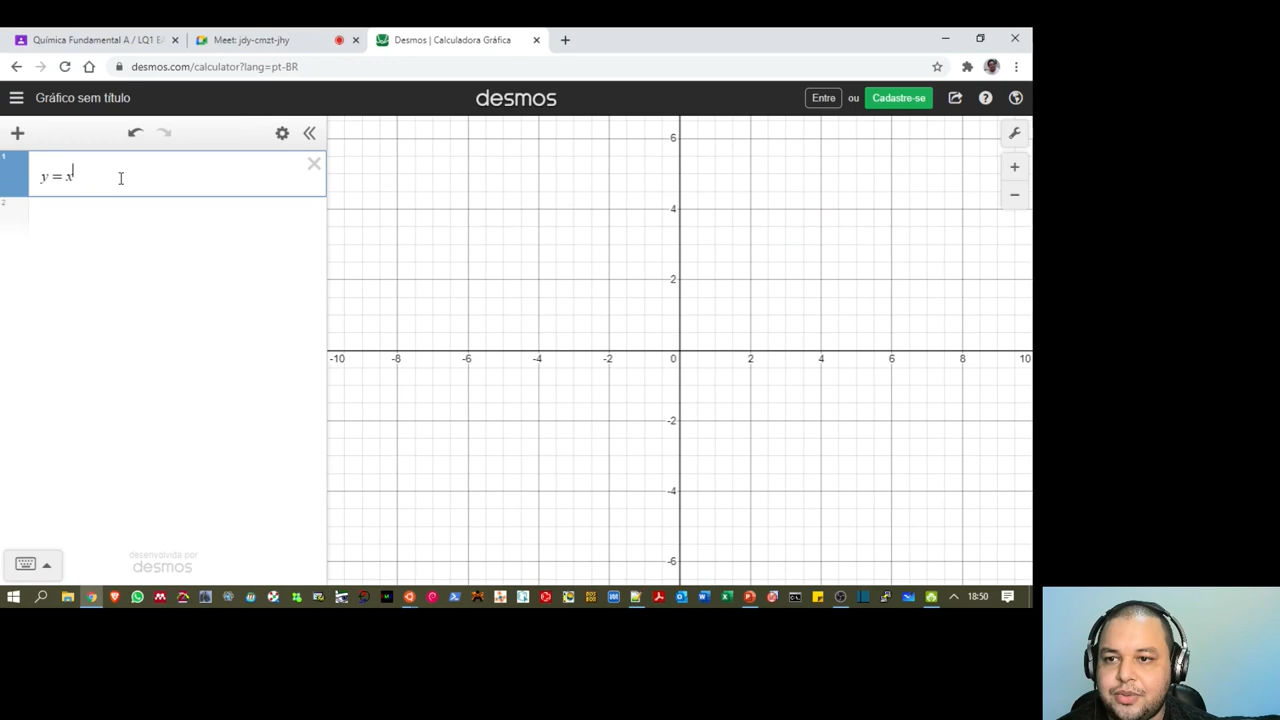 Química Fundamental A / LQ1 E
Meet: jdy-cmzt-jhy
Desmos | Calculadora Gráfica
desmos.com/calculator?lang=pt-BR
Gráfico sem título
desmos
Entre
ou
Cadastre-se
1
y = x
2
6
4
2
-10
-8
-6
-4
-2
0
2
4
6
8
10
-2
-4
-6
desenvolvida por
desmos
18:50